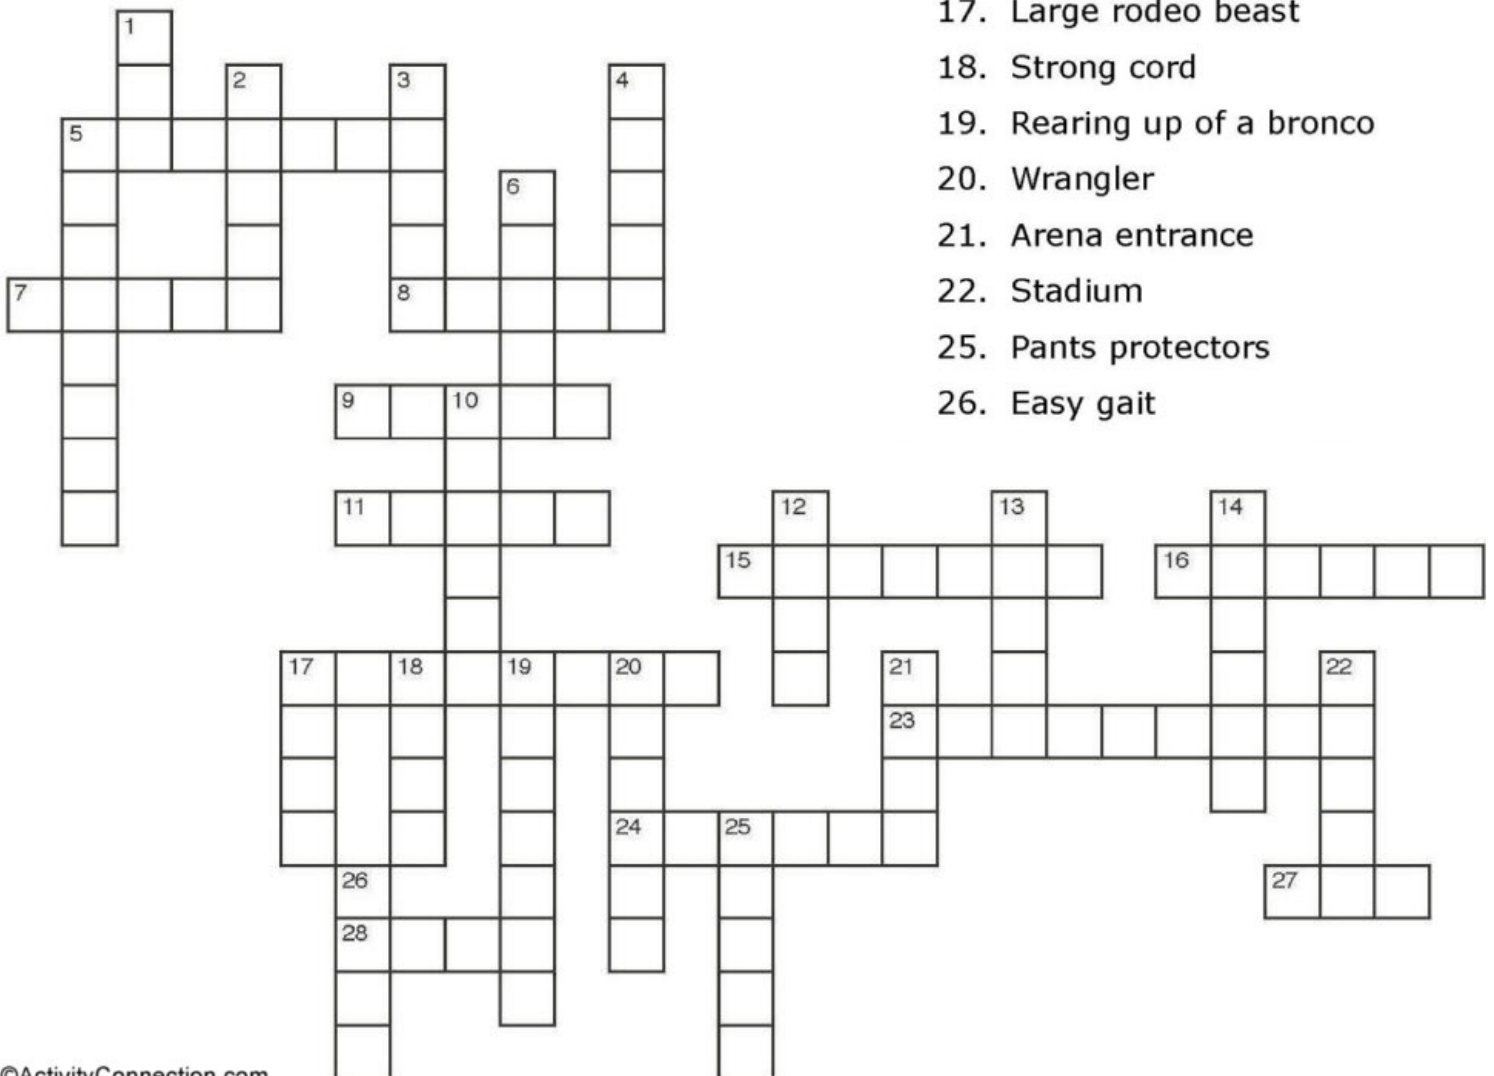 17. Large rodeo beast
18. Strong cord
19. Rearing up of a bronco
20. Wrangler
21. Arena entrance
22. Stadium
25. Pants protectors
26. Easy gait
1
2 3 4
5
6
7 8
9 10
11 12 13 14
15 16
17 18 19 20 21 22
23
24 25
26 27
28
©ActivityConnection.com